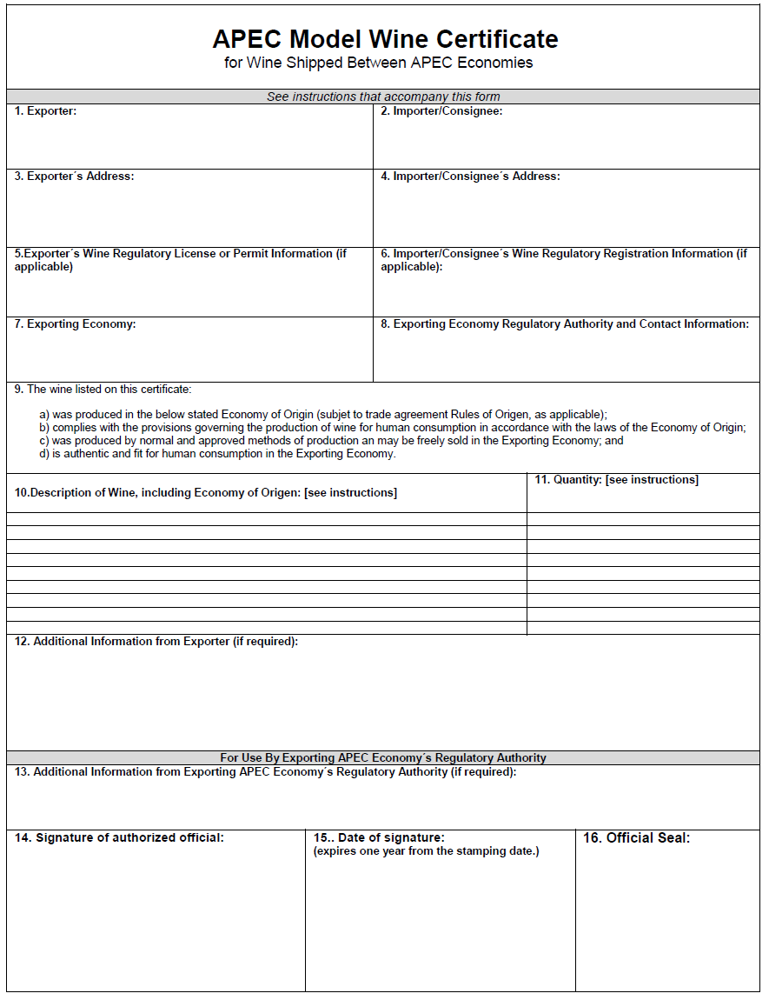 APEC Model Wine Certificate
for Wine Shipped Between APEC Economies
See instructions that accompany this form
1. Exporter:
2. Importer/Consignee:
3. Exporter´s Address:
4. Importer/Consignee´s Address:
5.Exporter´s Wine Regulatory License or Permit Information (if
applicable)
6. Importer/Consignee´s Wine Regulatory Registration Information (if
applicable):
7. Exporting Economy:
8. Exporting Economy Regulatory Authority and Contact Information:
9. The wine listed on this certificate:
a) was produced in the below stated Economy of Origin (subjet to trade agreement Rules of Origen, as applicable);
b) complies with the provisions governing the production of wine for human consumption in accordance with the laws of the Economy of Origin;
c) was produced by normal and approved methods of production an may be freely sold in the Exporting Economy; and
d) is authentic and fit for human consumption in the Exporting Economy.
10.Description of Wine, including Economy of Origen: [see instructions]
11. Quantity: [see instructions]
12. Additional Information from Exporter (if required):
For Use By Exporting APEC Economy´s Regulatory Authority
13. Additional Information from Exporting APEC Economy´s Regulatory Authority (if required):
14. Signature of authorized official:
15.. Date of signature:
(expires one year from the stamping date.)
16. Official Seal: